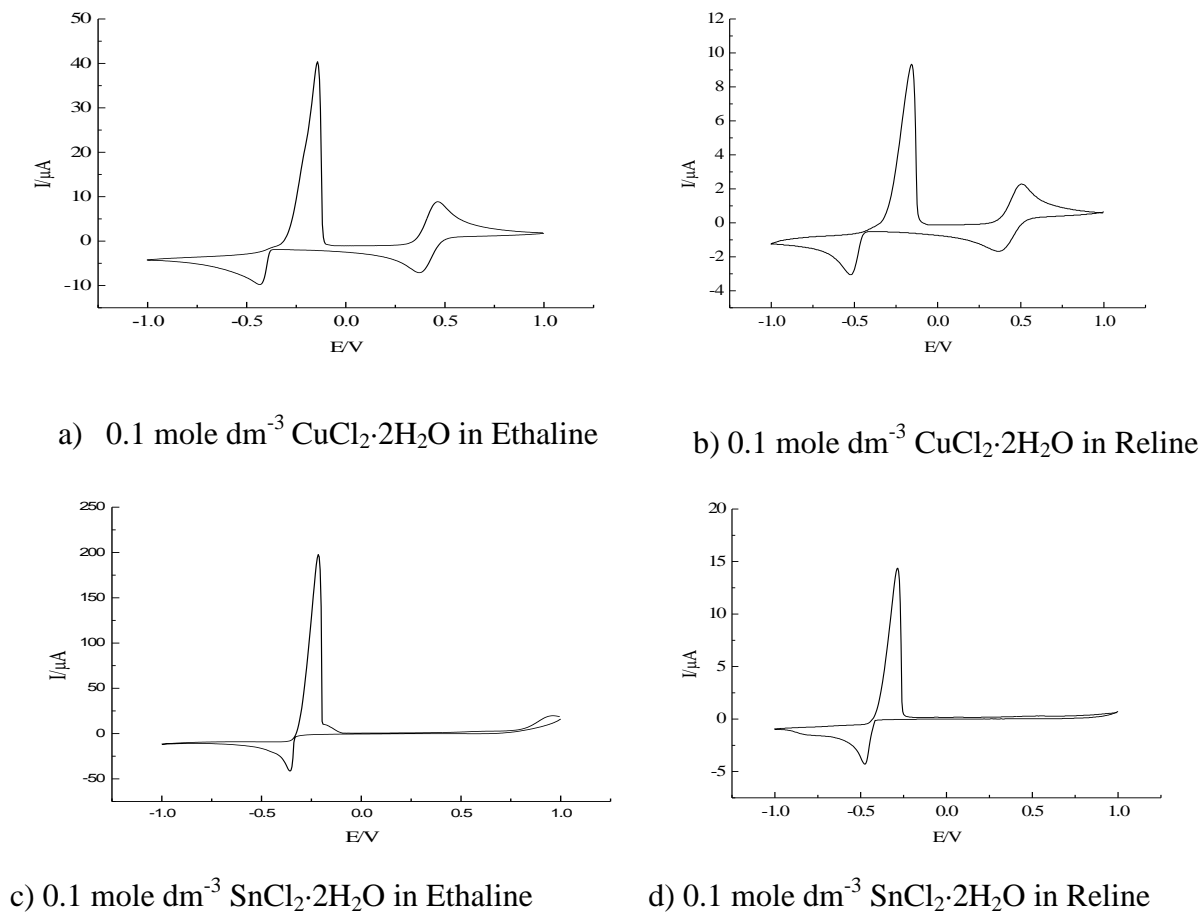 50
40
30
20
10
0
-10
I/µA
-1.0 -0.5 0.0 0.5 1.0
E/V
12
10
8
6
4
2
0
-2
-4
I/µA
-1.0 -0.5 0.0 0.5 1.0
E/V
a) 0.1 mole dm⁻³ CuCl₂·2H₂O in Ethaline
b) 0.1 mole dm⁻³ CuCl₂·2H₂O in Reline
250
200
150
100
50
0
-50
I/µA
-1.0 -0.5 0.0 0.5 1.0
E/V
20
15
10
5
0
-5
I/µA
-1.0 -0.5 0.0 0.5 1.0
E/V
c) 0.1 mole dm⁻³ SnCl₂·2H₂O in Ethaline
d) 0.1 mole dm⁻³ SnCl₂·2H₂O in Reline